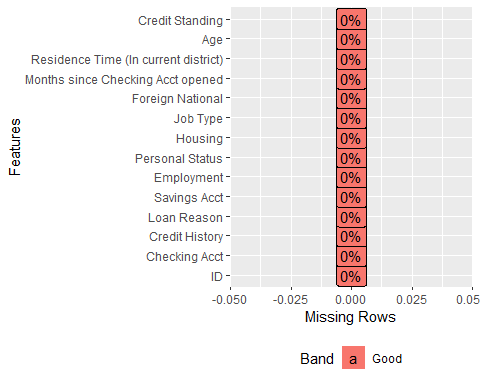 Features
Credit Standing 0%
Age 0%
Residence Time (In current district) 0%
Months since Checking Acct opened 0%
Foreign National 0%
Job Type 0%
Housing 0%
Personal Status 0%
Employment 0%
Savings Acct 0%
Loan Reason 0%
Credit History 0%
Checking Acct 0%
ID 0%
-0.050 -0.025 0.000 0.025 0.05
Missing Rows
Band a Good